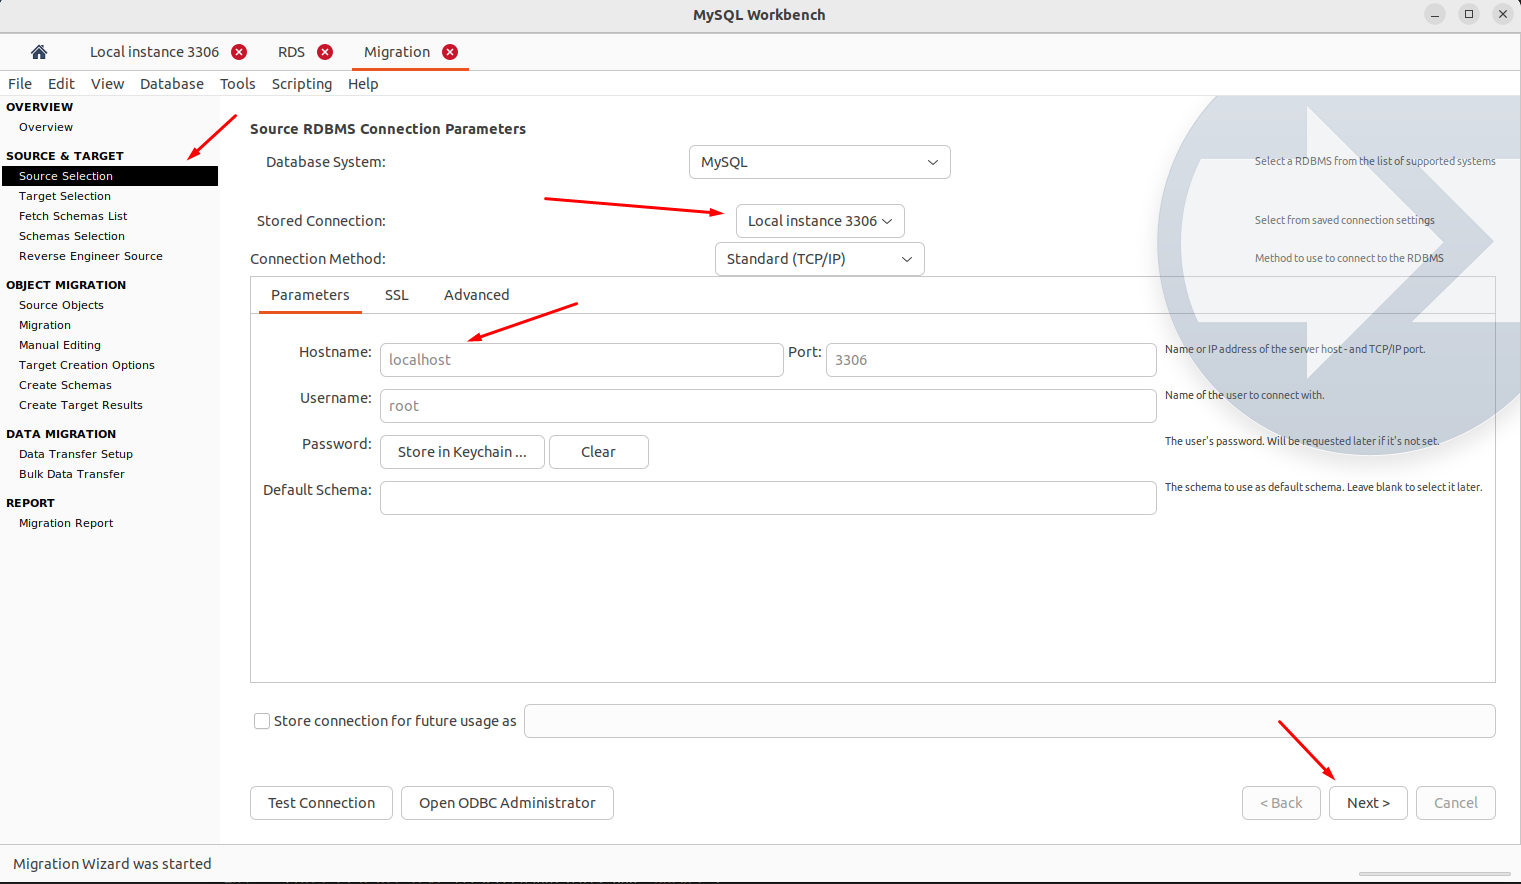 MySQL Workbench
Local instance 3306 RDS Migration
File Edit View Database Tools Scripting Help
OVERVIEW
Overview
SOURCE & TARGET
Source Selection
Target Selection
Fetch Schemas List
Schemas Selection
Reverse Engineer Source
OBJECT MIGRATION
Source Objects
Migration
Manual Editing
Target Creation Options
Create Schemas
Create Target Results
DATA MIGRATION
Data Transfer Setup
Bulk Data Transfer
REPORT
Migration Report
Source RDBMS Connection Parameters
Database System: MySQL Select a RDBMS from the list of supported systems
Stored Connection: Local instance 3306 Select from saved connection settings
Connection Method: Standard (TCP/IP) Method to use to connect to the RDBMS
Parameters SSL Advanced
Hostname: localhost Port: 3306 Name or IP address of the server host - and TCP/IP port.
Username: root Name of the user to connect with.
Password: Store in Keychain ... Clear The user's password. Will be requested later if it's not set.
Default Schema: The schema to use as default schema. Leave blank to select it later.
Store connection for future usage as
Test Connection Open ODBC Administrator < Back Next > Cancel
Migration Wizard was started